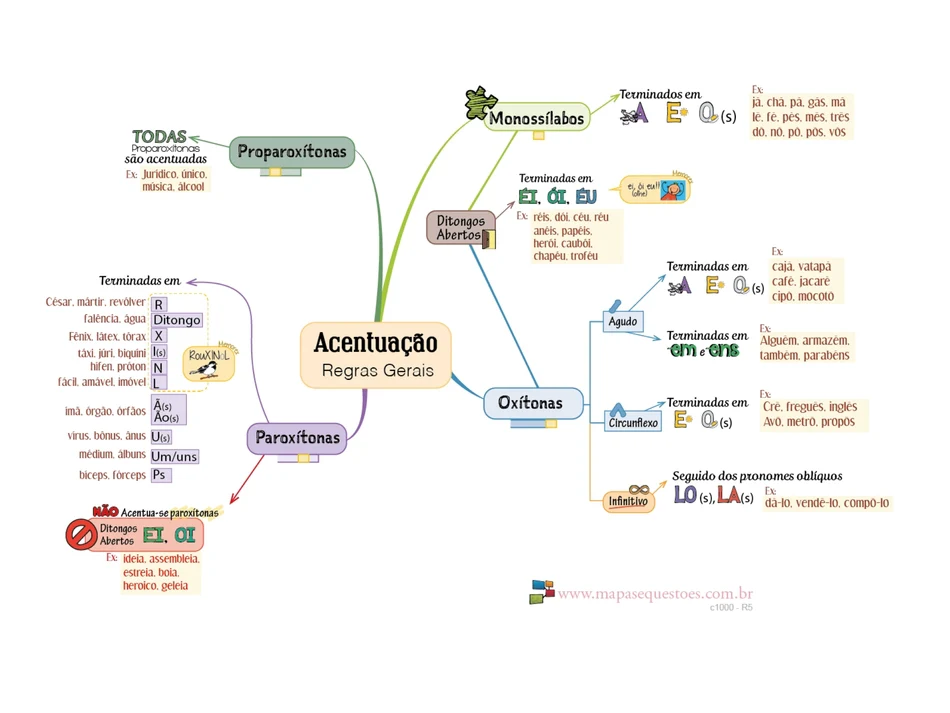 Acentuação
Regras Gerais
Proparoxítonas
TODAS
Proparoxítonas
são acentuadas
Ex: Jurídico, único,
música, álcool
Monossílabos
Terminados em
A E O (s)
Ex:
já, chá, pá, gás, má
lé, fé, pés, mês, três
dó, nó, pô, pôs, vós
Ditongos
Abertos
Terminadas em
ÉI, ÓI, ÉU
ei, ói eu!!
(olhe)
Ex: réis, dói, céu, réu
anéis, papéis,
herói, caubói,
chapéu, troféu
Oxítonas
Agudo
Terminadas em
A E O (s)
Ex:
cajá, vatapá
café, jacaré
cipó, mocotó
Terminadas em
-em e -ens
Ex:
Alguém, armazém,
também, parabéns
Circunflexo
Terminadas em
E O (s)
Ex:
Crê, freguês, inglês
Avô, metrô, propôs
Infinitivo
Seguido dos pronomes oblíquos
LO (s), LA (s)
Ex:
dá-lo, vendê-lo, compô-lo
Paroxítonas
Terminadas em
César, mártir, revólver R
falência, água Ditongo
Fênix, látex, tórax X
táxi, júri, biquíni I(s)
hífen, próton N
fácil, amável, imóvel L
RouXINoL
imã, órgão, órfãos Ã(s)
Ão(s)
vírus, bônus, ânus U(s)
médium, álbuns Um/uns
bíceps, fórceps Ps
NÃO Acentua-se paroxítonas
Ditongos
Abertos EI, OI
Ex: ideia, assembleia,
estreia, boia,
heroico, geleia
www.mapasequestoes.com.br
c1000 - R5